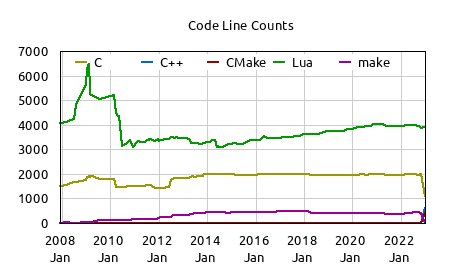 Code Line Counts
C C++ CMake Lua make
7000
6000
5000
4000
3000
2000
1000
0
2008 2010 2012 2014 2016 2018 2020 2022
Jan Jan Jan Jan Jan Jan Jan Jan